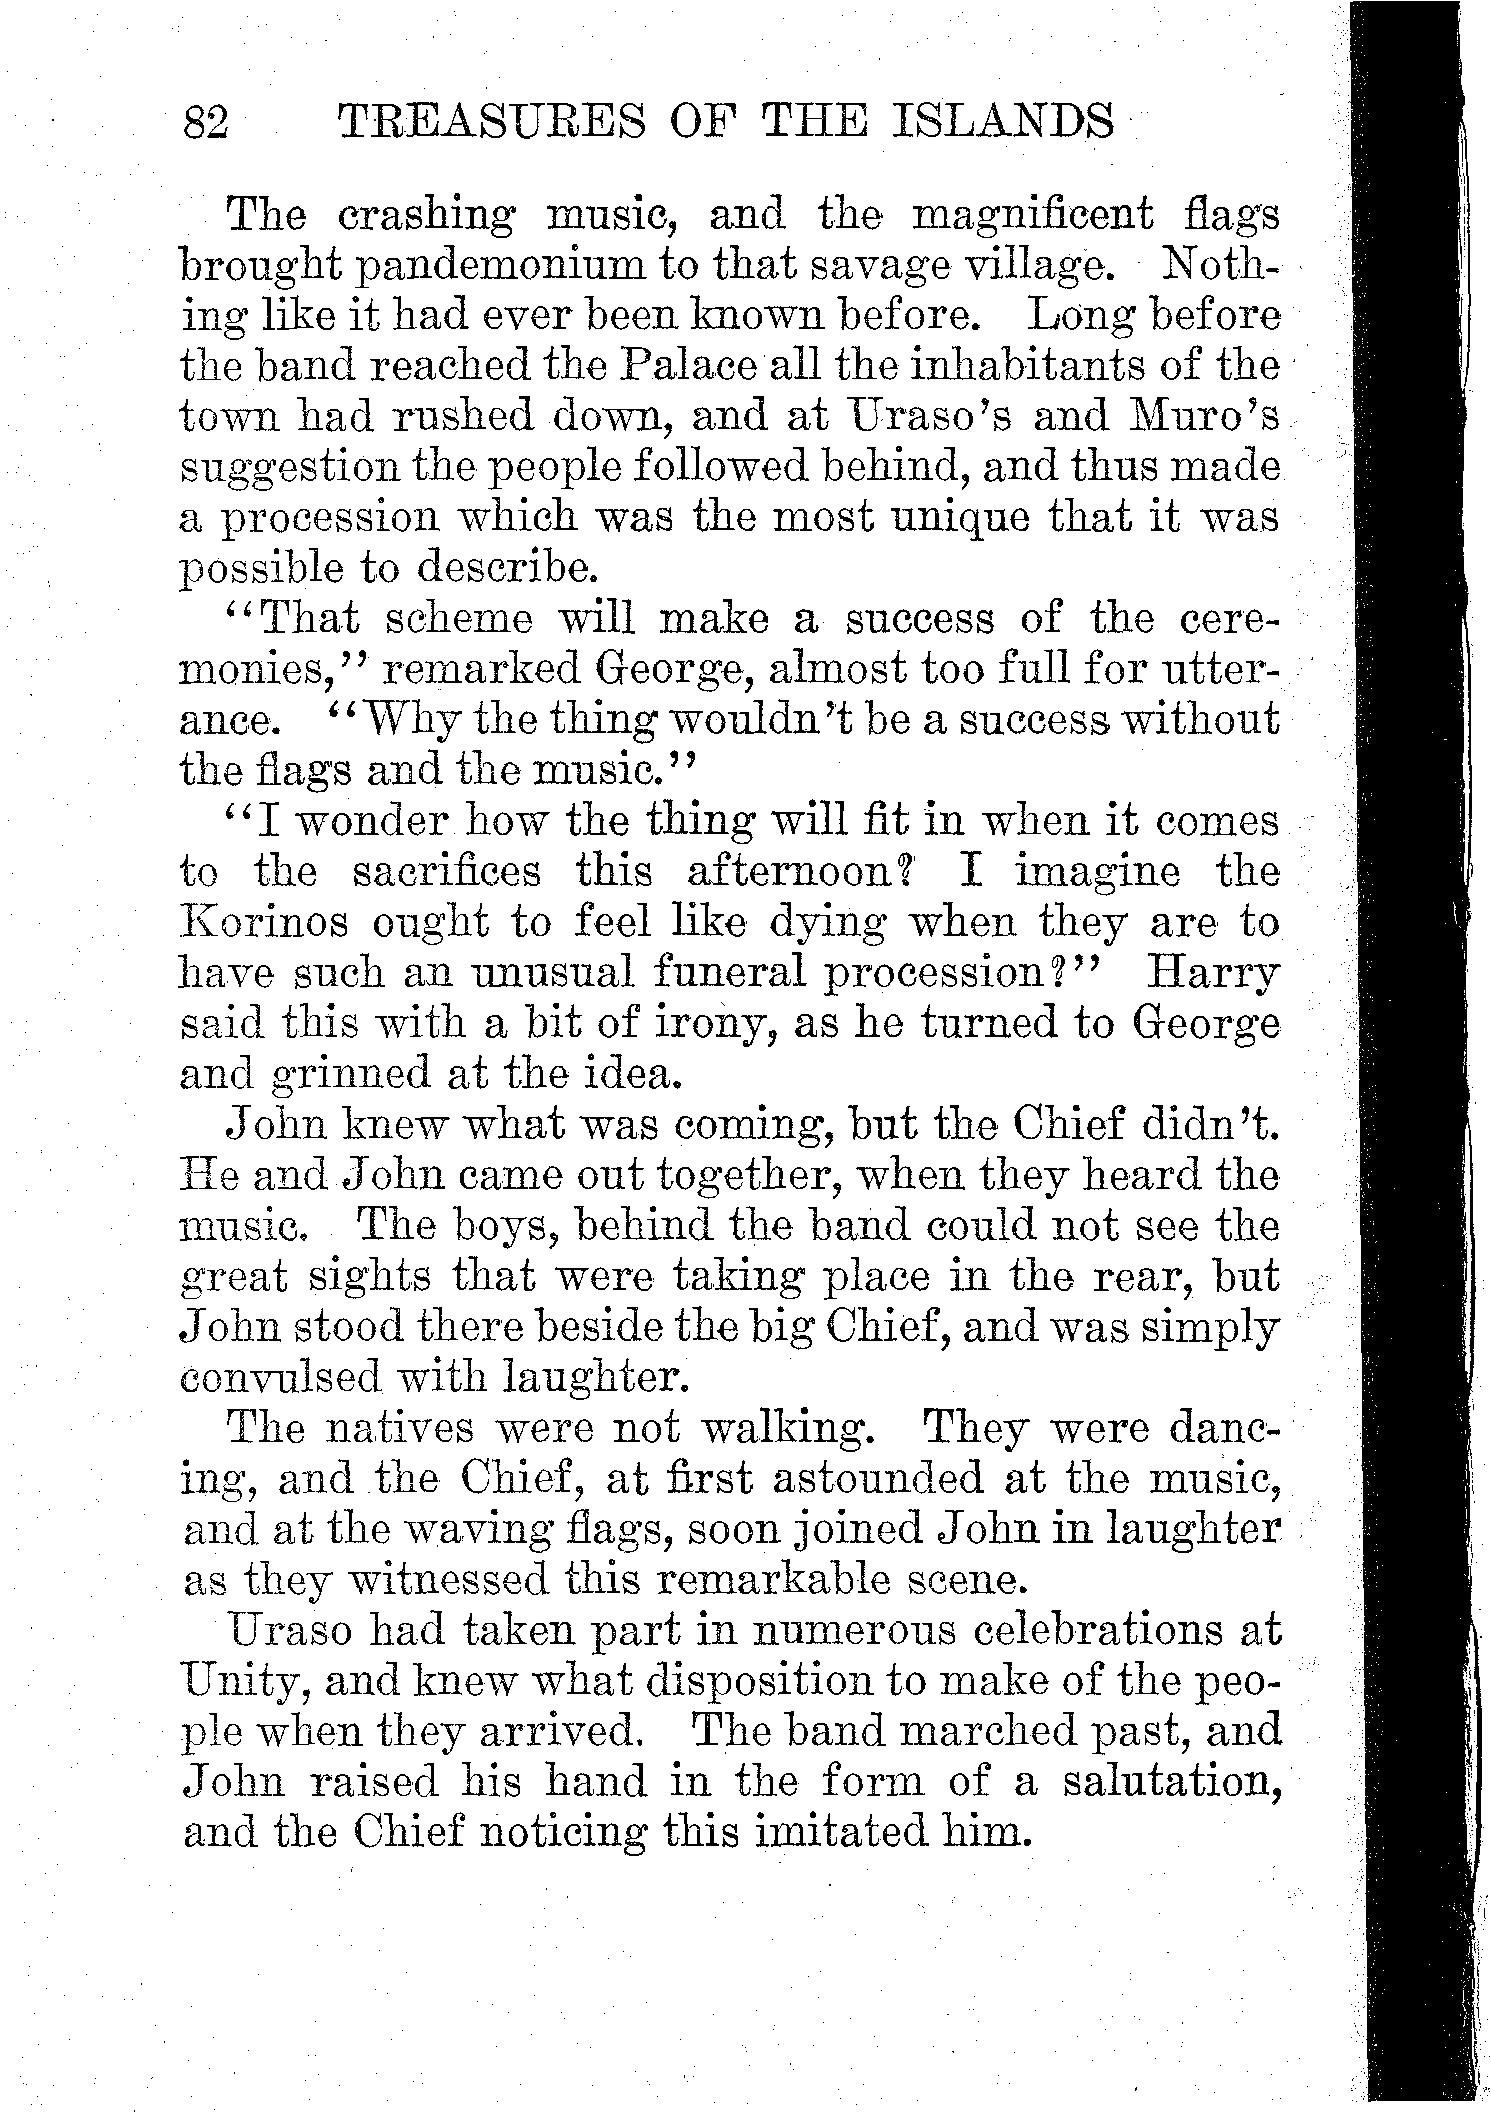 82 TREASURES OF THE ISLANDS
The crashing music, and the magnificent flags
brought pandemonium to that savage village. Noth-
ing like it had ever been known before. Long before
the band reached the Palace all the inhabitants of the
town had rushed down, and at Uraso's and Muro's
suggestion the people followed behind, and thus made
a procession which was the most unique that it was
possible to describe.
"That scheme will make a success of the cere-
monies," remarked George, almost too full for utter-
ance. "Why the thing wouldn't be a success without
the flags and the music."
"I wonder how the thing will fit in when it comes
to the sacrifices this afternoon? I imagine the
Korinos ought to feel like dying when they are to
have such an unusual funeral procession?" Harry
said this with a bit of irony, as he turned to George
and grinned at the idea.
John knew what was coming, but the Chief didn't.
He and John came out together, when they heard the
music. The boys, behind the band could not see the
great sights that were taking place in the rear, but
John stood there beside the big Chief, and was simply
convulsed with laughter.
The natives were not walking. They were danc-
ing, and the Chief, at first astounded at the music,
and at the waving flags, soon joined John in laughter
as they witnessed this remarkable scene.
Uraso had taken part in numerous celebrations at
Unity, and knew what disposition to make of the peo-
ple when they arrived. The band marched past, and
John raised his hand in the form of a salutation,
and the Chief noticing this imitated him.